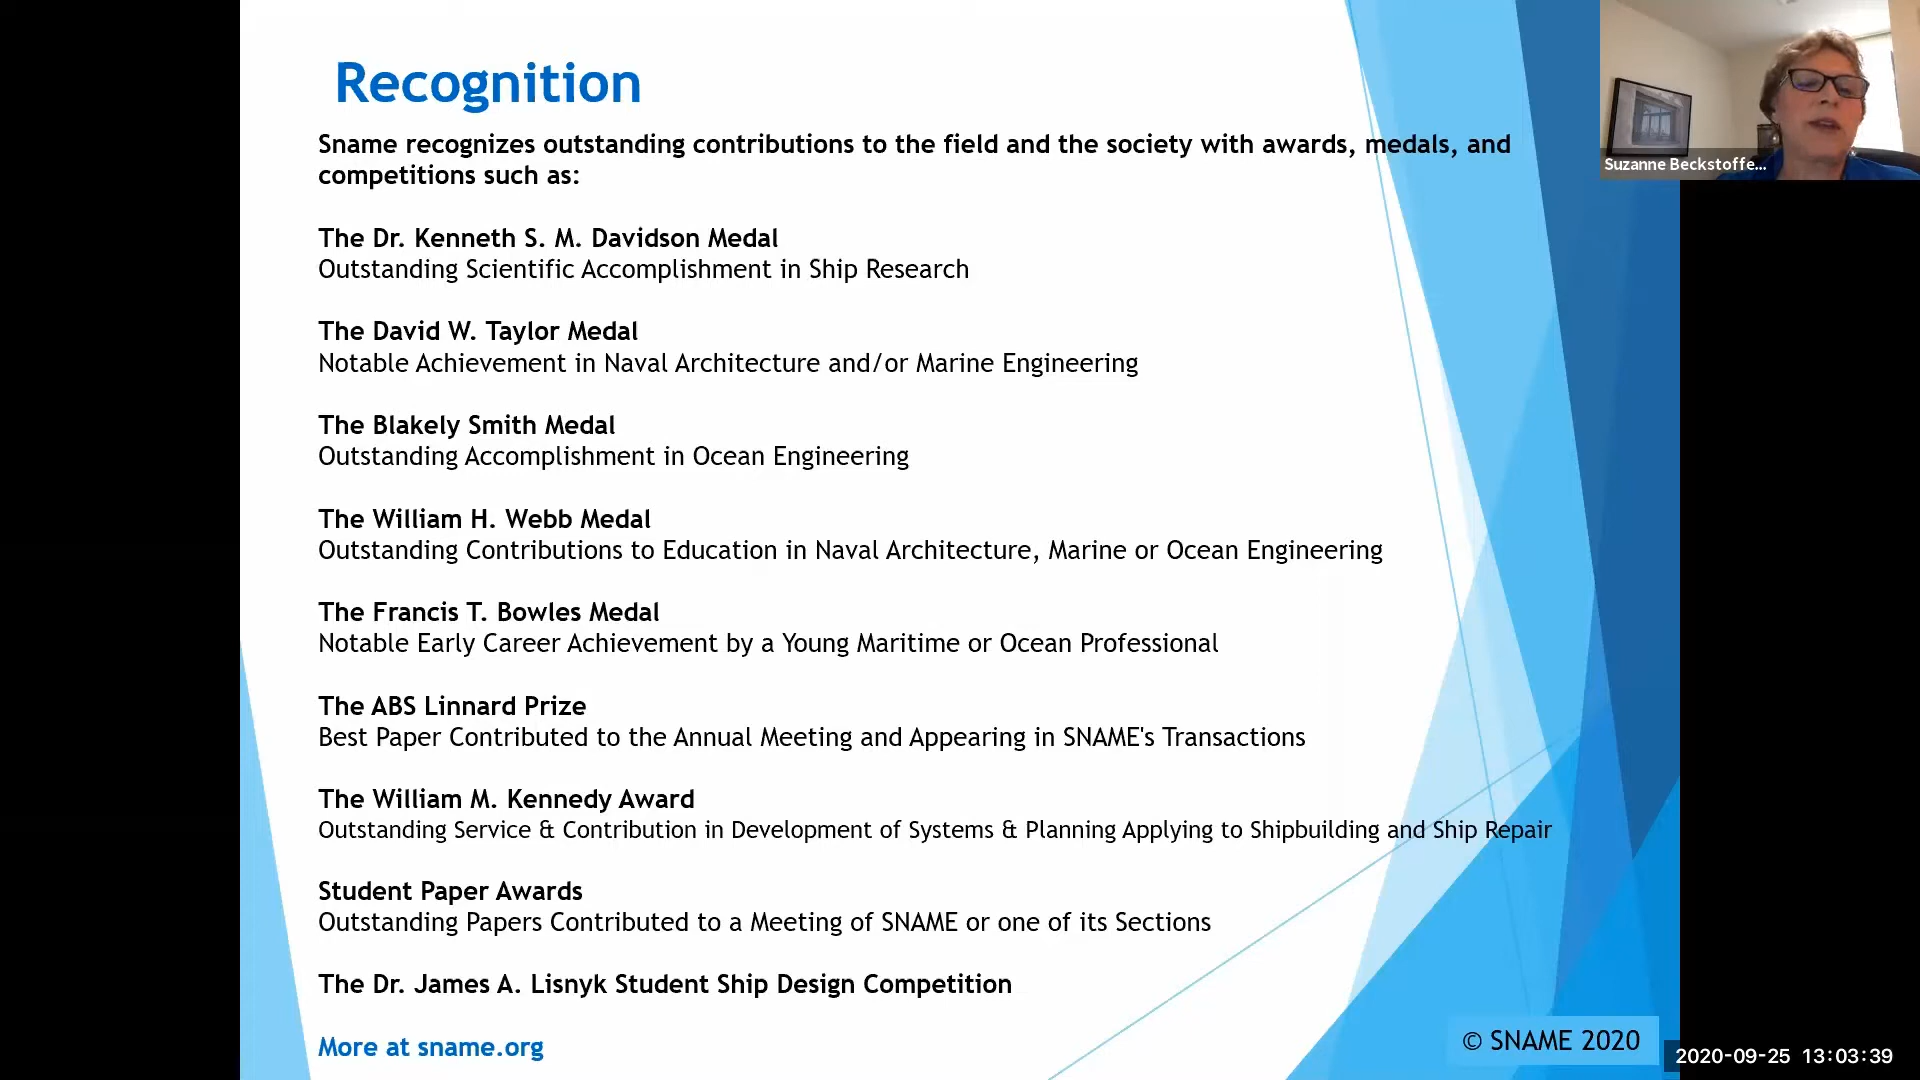 Recognition
Sname recognizes outstanding contributions to the field and the society with awards, medals, and
competitions such as:
The Dr. Kenneth S. M. Davidson Medal
Outstanding Scientific Accomplishment in Ship Research
The David W. Taylor Medal
Notable Achievement in Naval Architecture and/or Marine Engineering
The Blakely Smith Medal
Outstanding Accomplishment in Ocean Engineering
The William H. Webb Medal
Outstanding Contributions to Education in Naval Architecture, Marine or Ocean Engineering
The Francis T. Bowles Medal
Notable Early Career Achievement by a Young Maritime or Ocean Professional
The ABS Linnard Prize
Best Paper Contributed to the Annual Meeting and Appearing in SNAME's Transactions
The William M. Kennedy Award
Outstanding Service & Contribution in Development of Systems & Planning Applying to Shipbuilding and Ship Repair
Student Paper Awards
Outstanding Papers Contributed to a Meeting of SNAME or one of its Sections
The Dr. James A. Lisnyk Student Ship Design Competition
More at sname.org
© SNAME 2020
Suzanne Beckstoffe...
2020-09-25 13:03:39